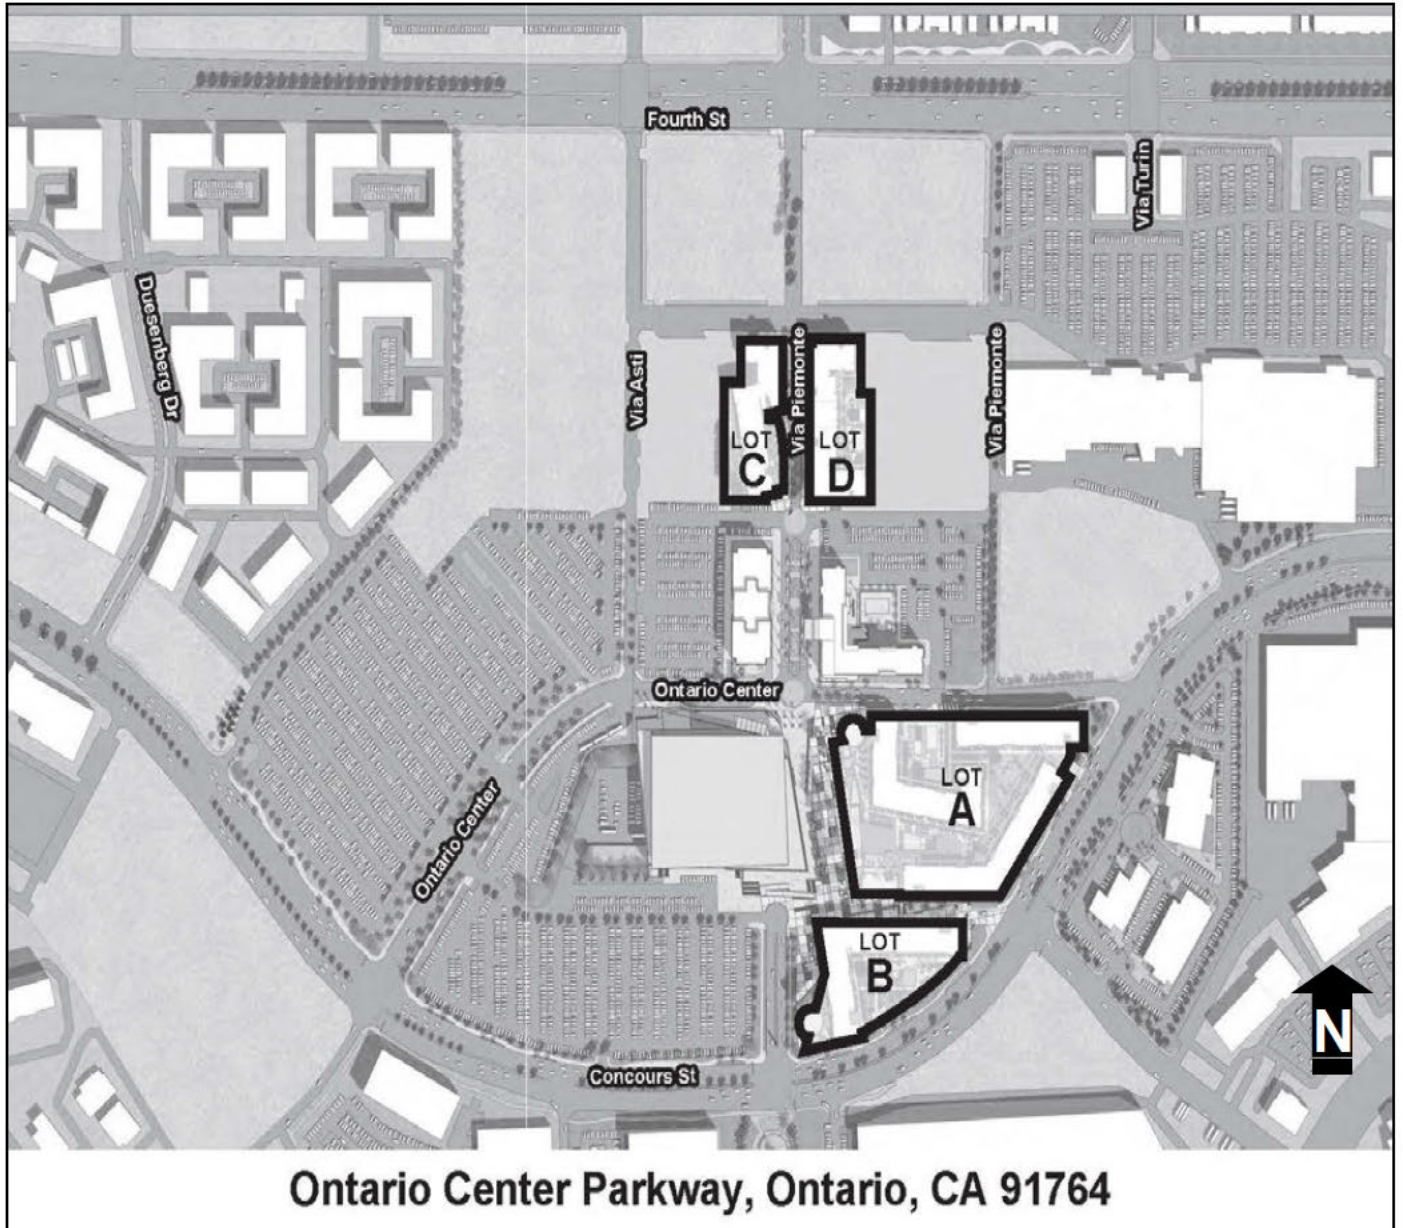 Fourth St
Via Turin
Duesenberg Dr
Via Asti
Via Piemonte
Via Piemonte
LOT
C
LOT
D
Ontario Center
LOT
A
Ontario Center
LOT
B
N
Concours St
Ontario Center Parkway, Ontario, CA 91764